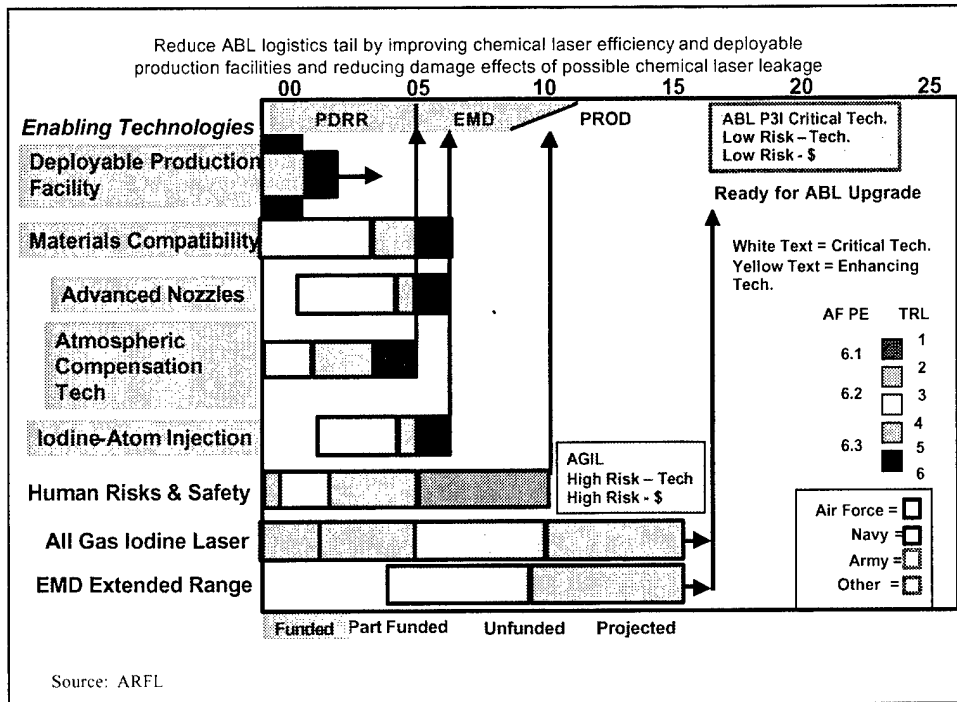 Reduce ABL logistics tail by improving chemical laser efficiency and deployable
production facilities and reducing damage effects of possible chemical laser leakage
00 05 10 15 20 25
Enabling Technologies
PDRR EMD PROD
ABL P3I Critical Tech.
Low Risk – Tech.
Low Risk - $
Deployable Production
Facility
Ready for ABL Upgrade
Materials Compatibility
White Text = Critical Tech.
Yellow Text = Enhancing
Tech.
Advanced Nozzles
AF PE TRL
Atmospheric
Compensation
Tech
6.1
6.2
6.3
1
2
3
4
5
6
Iodine-Atom Injection
AGIL
High Risk – Tech
High Risk - $
Human Risks & Safety
All Gas Iodine Laser
EMD Extended Range
Air Force =
Navy =
Army =
Other =
Funded Part Funded Unfunded Projected
Source: ARFL